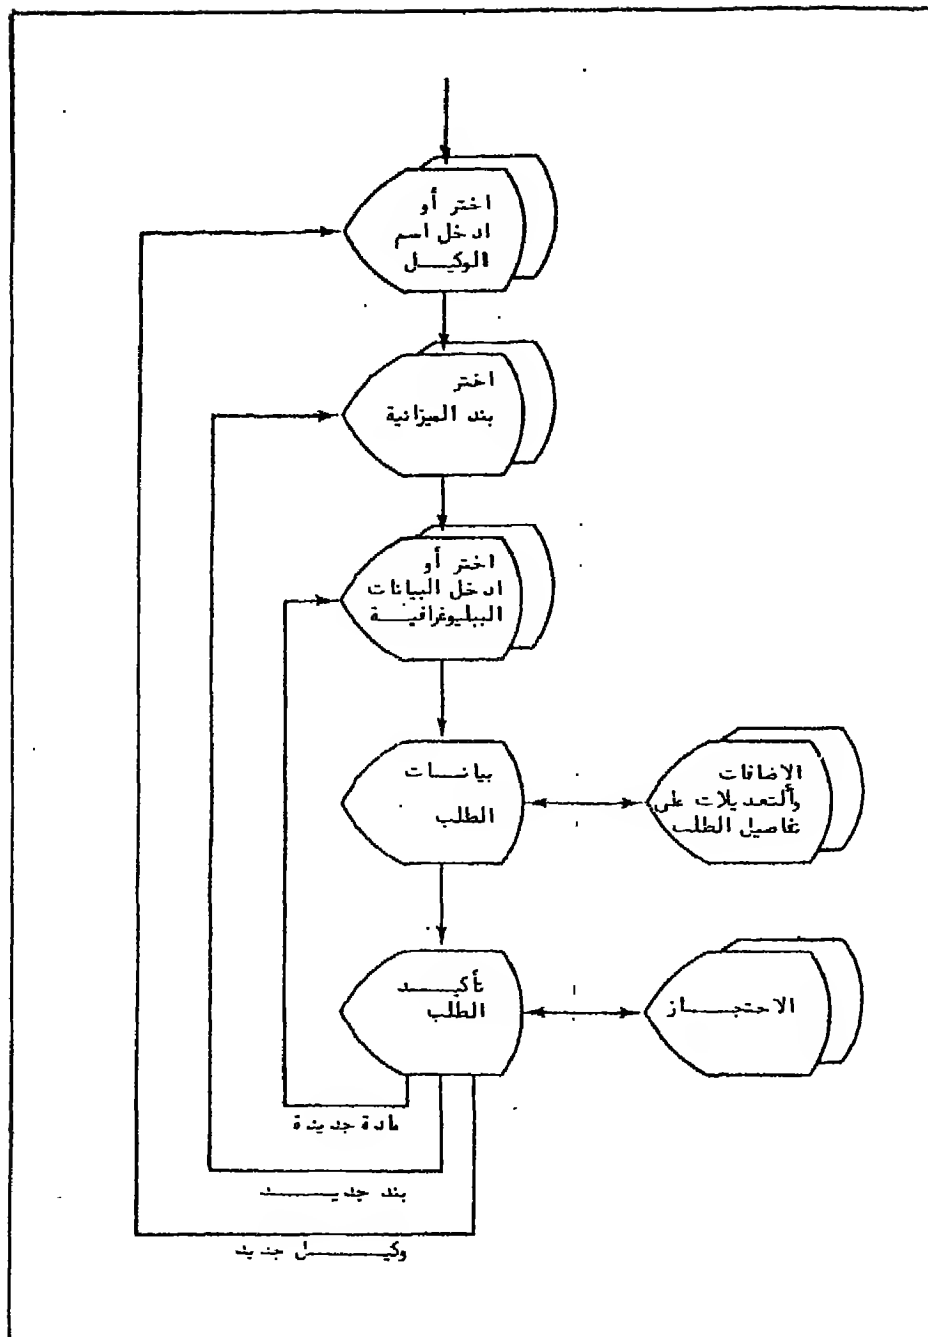 اختر أو
ادخل اسم
الوكيل
اختر
بند الميزانية
اختر أو
ادخل البيانات
الببليوغرافية
بيانات
الطلب
الاضافات
والتعديلات على
تفاصيل الطلب
تأكيد
الطلب
الاحتجاز
مادة جديدة
بند جديد
وكيل جديد